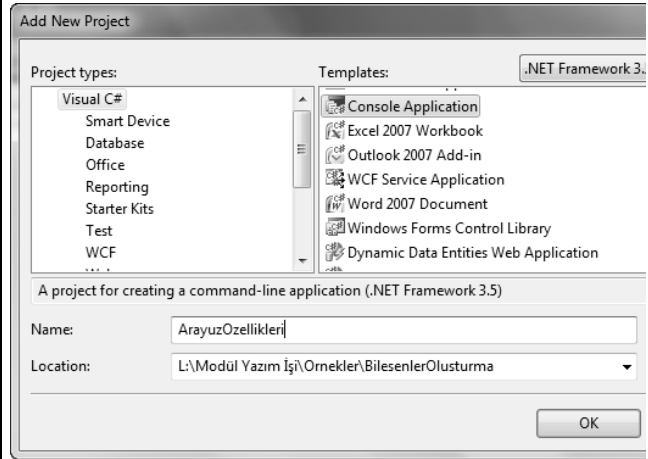 Add New Project
Project types:
Templates:
.NET Framework 3.5
Visual C#
Smart Device
Database
Office
Reporting
Starter Kits
Test
WCF
Console Application
Excel 2007 Workbook
Outlook 2007 Add-in
WCF Service Application
Word 2007 Document
Windows Forms Control Library
Dynamic Data Entities Web Application
A project for creating a command-line application (.NET Framework 3.5)
Name:
ArayuzOzellikleri
Location:
L:\Modül Yazım İşi\Ornekler\BilesenlerOlusturma
OK